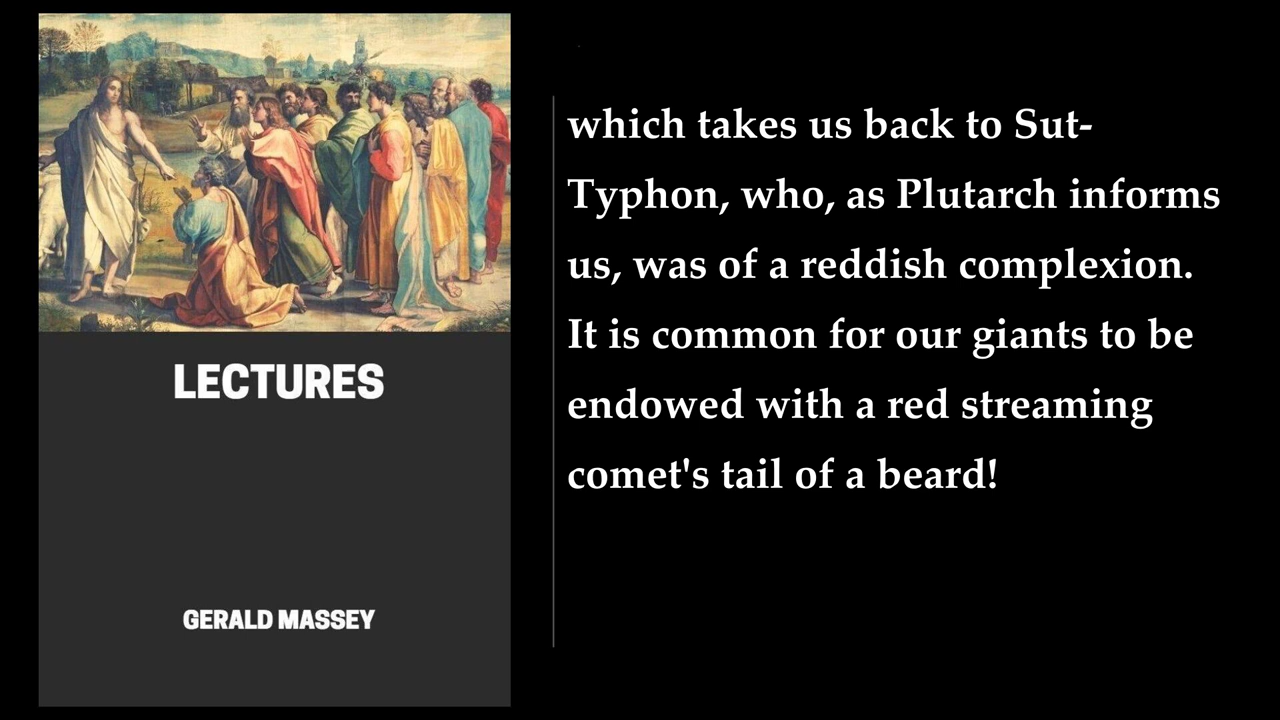 LECTURES
GERALD MASSEY
which takes us back to Sut-
Typhon, who, as Plutarch informs
us, was of a reddish complexion.
It is common for our giants to be
endowed with a red streaming
comet's tail of a beard!